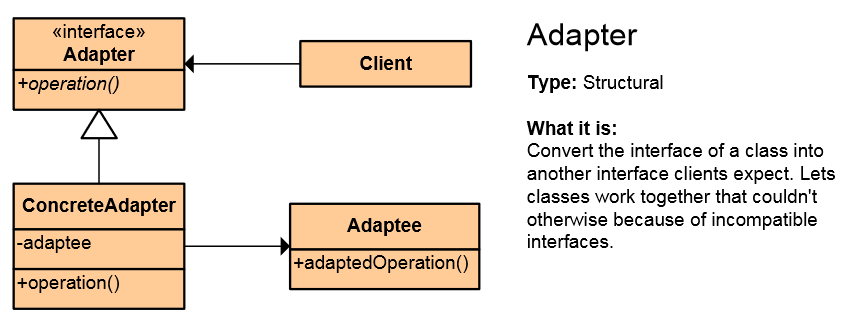 «interface»
Adapter
+operation()
Client
ConcreteAdapter
-adaptee
+operation()
Adaptee
+adaptedOperation()
Adapter
Type: Structural
What it is:
Convert the interface of a class into
another interface clients expect. Lets
classes work together that couldn't
otherwise because of incompatible
interfaces.